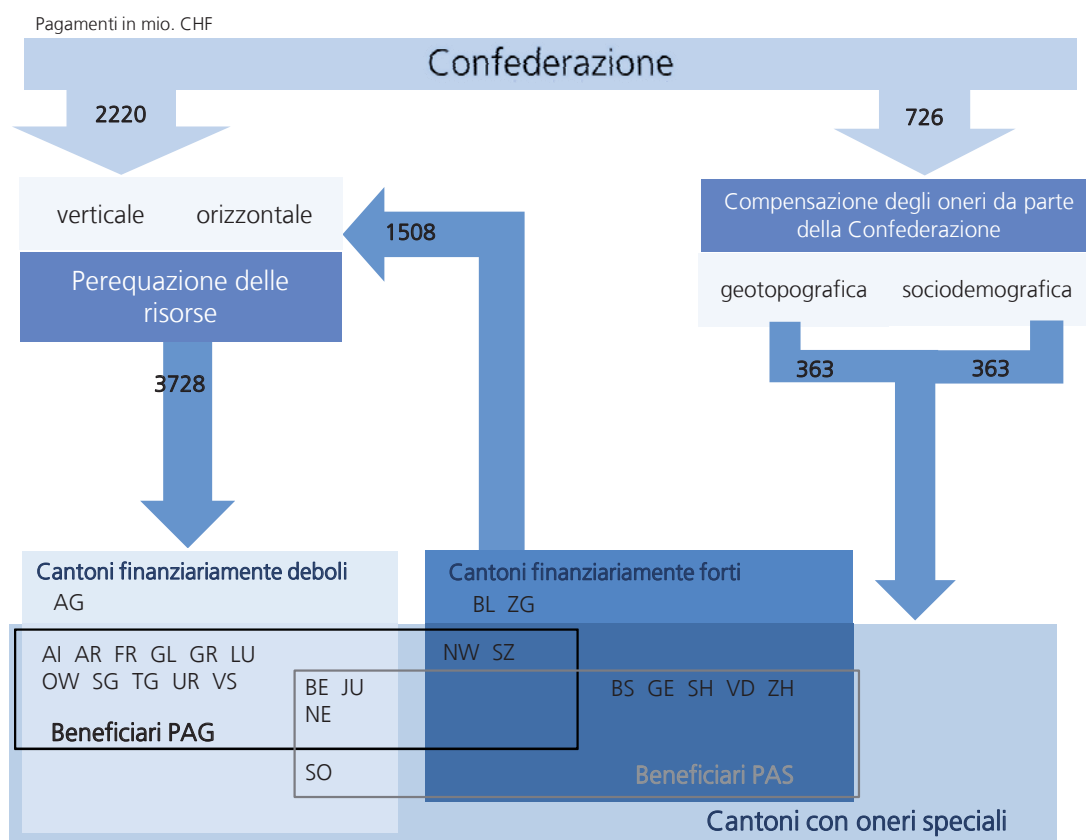 Pagamenti in mio. CHF
Confederazione
2220
726
verticale orizzontale
1508
Compensazione degli oneri da parte
della Confederazione
Perequazione delle
risorse
geotopografica sociodemografica
3728
363
363
Cantoni finanziariamente deboli
Cantoni finanziariamente forti
AG
BL ZG
AI AR FR GL GR LU
OW SG TG UR VS
NW SZ
BE JU
NE
BS GE SH VD ZH
Beneficiari PAG
SO
Beneficiari PAS
Cantoni con oneri speciali